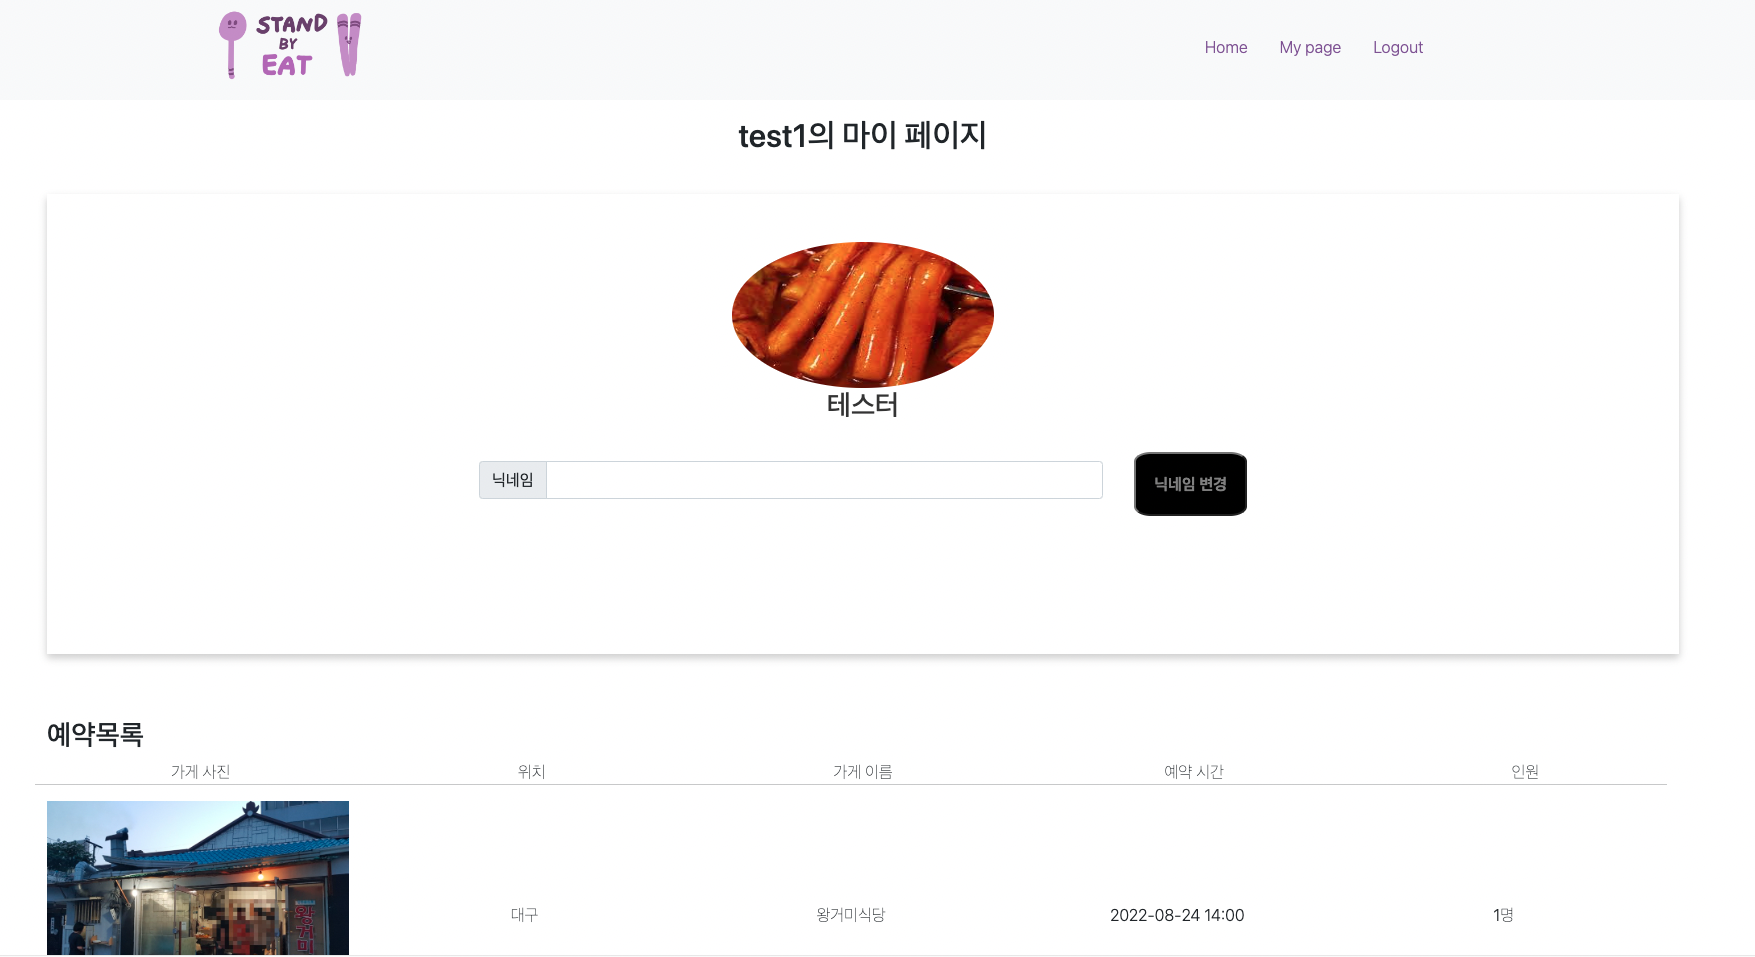 STAND
BY
EAT
Home My page Logout
test1의 마이 페이지
테스터
닉네임
닉네임 변경
예약목록
가게 사진 위치 가게 이름 예약 시간 인원
왕거미
대구 왕거미식당 2022-08-24 14:00 1명